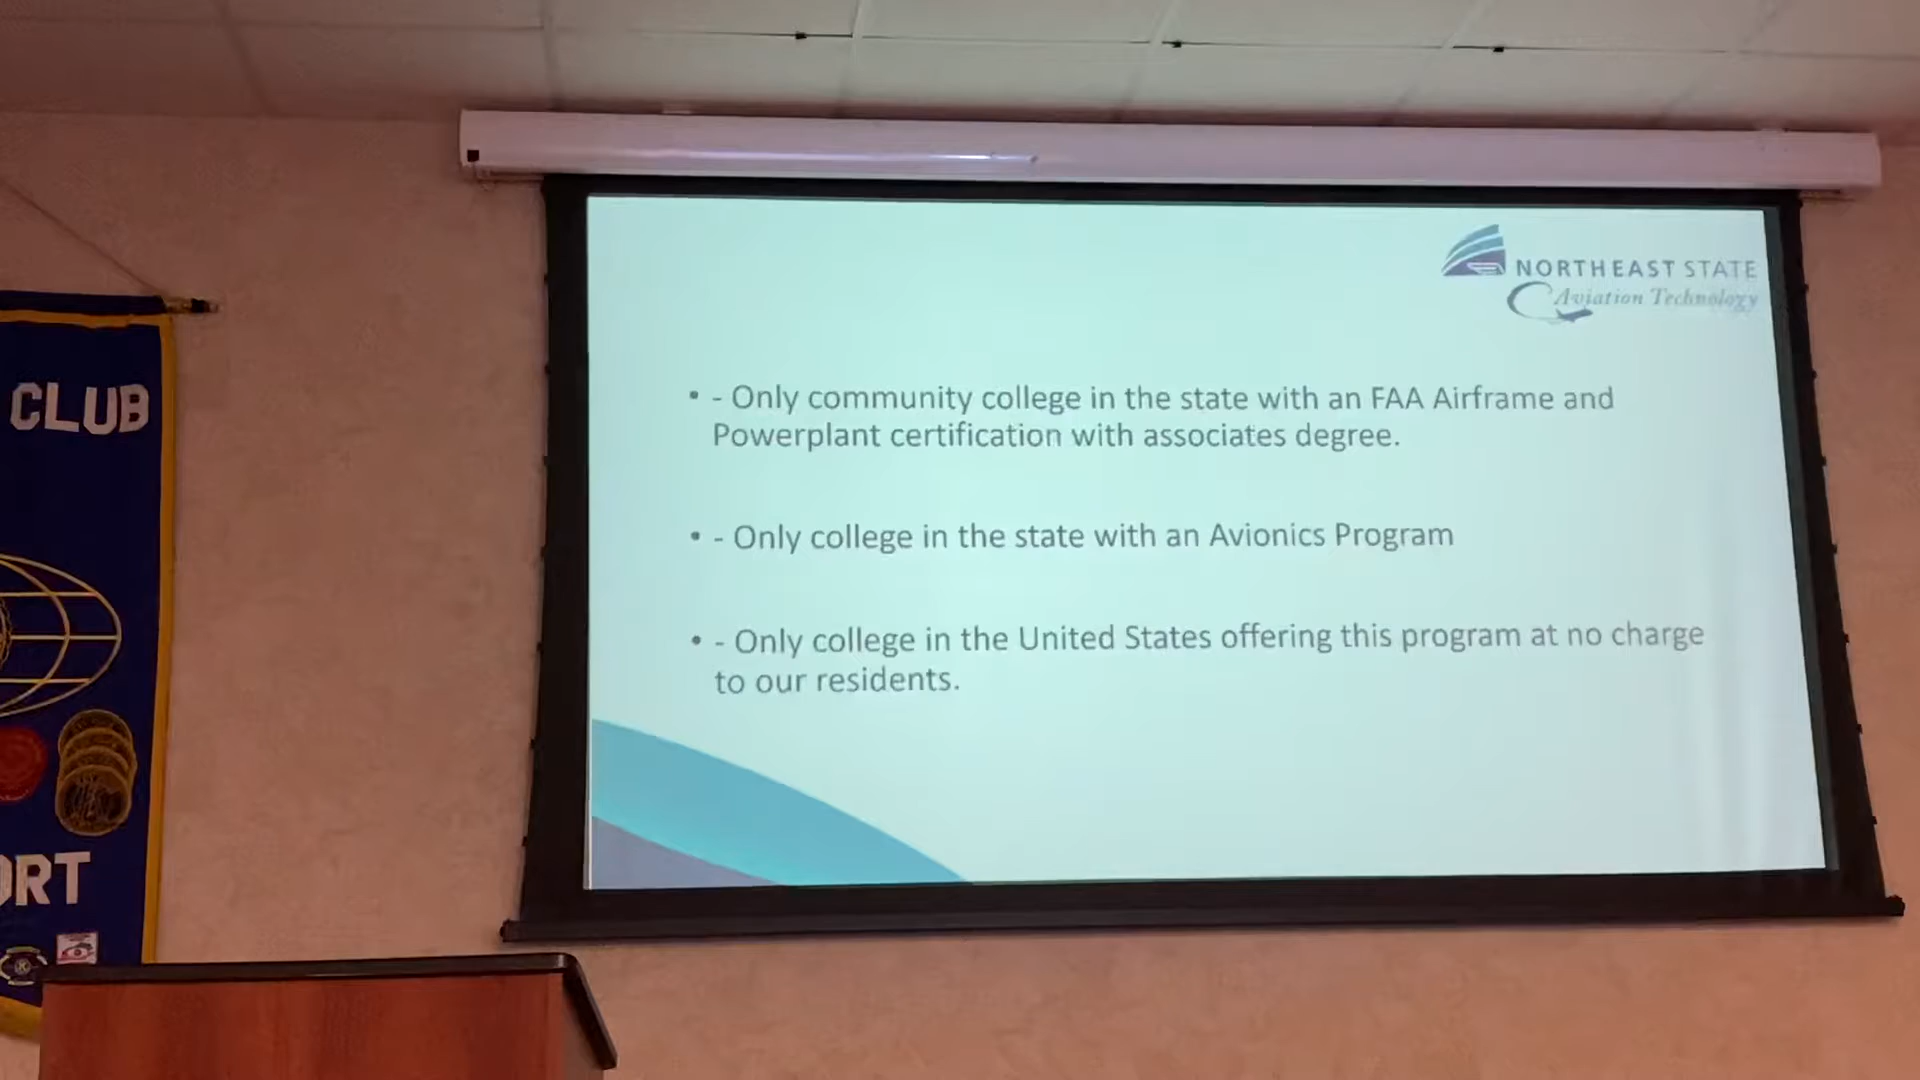 CLUB
ORT
NORTHEAST STATE
Aviation Technology
• - Only community college in the state with an FAA Airframe and
Powerplant certification with associates degree.
• - Only college in the state with an Avionics Program
• - Only college in the United States offering this program at no charge
to our residents.